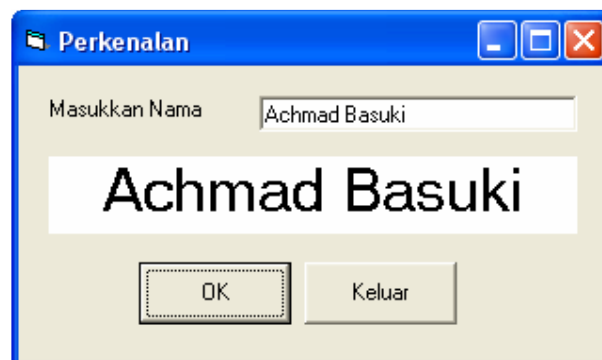 Perkenalan
Masukkan Nama Achmad Basuki
Achmad Basuki
OK Keluar